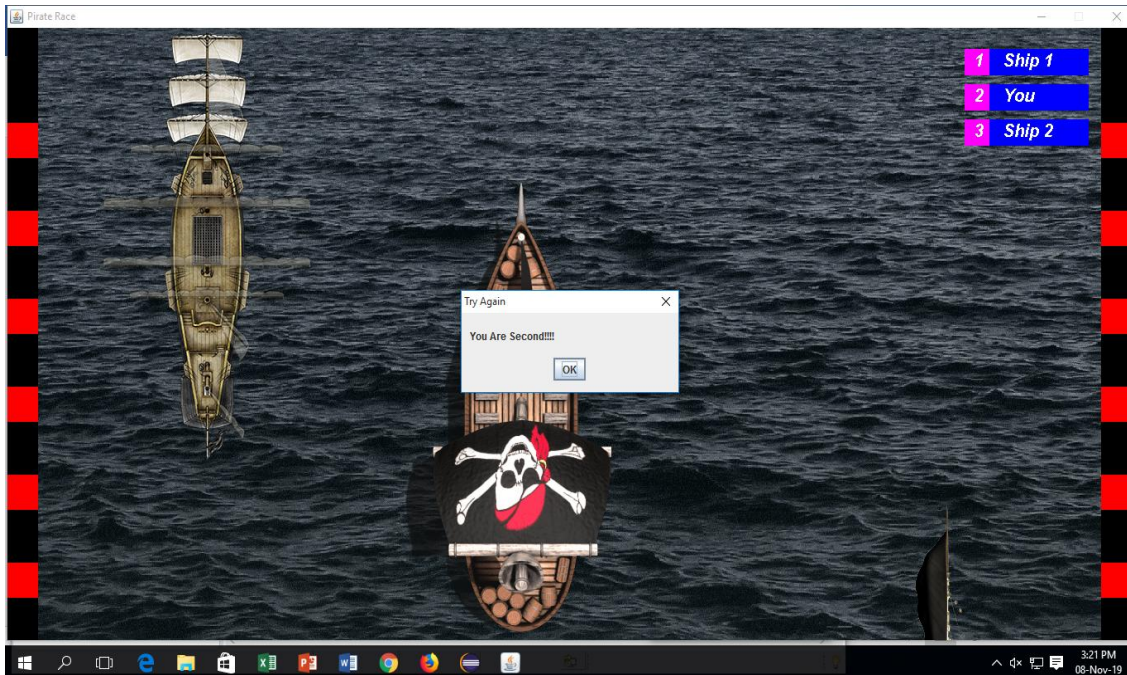 Pirate Race
1 Ship 1
2 You
3 Ship 2
Try Again
You Are Second!!!!
OK
3:21 PM
08-Nov-19